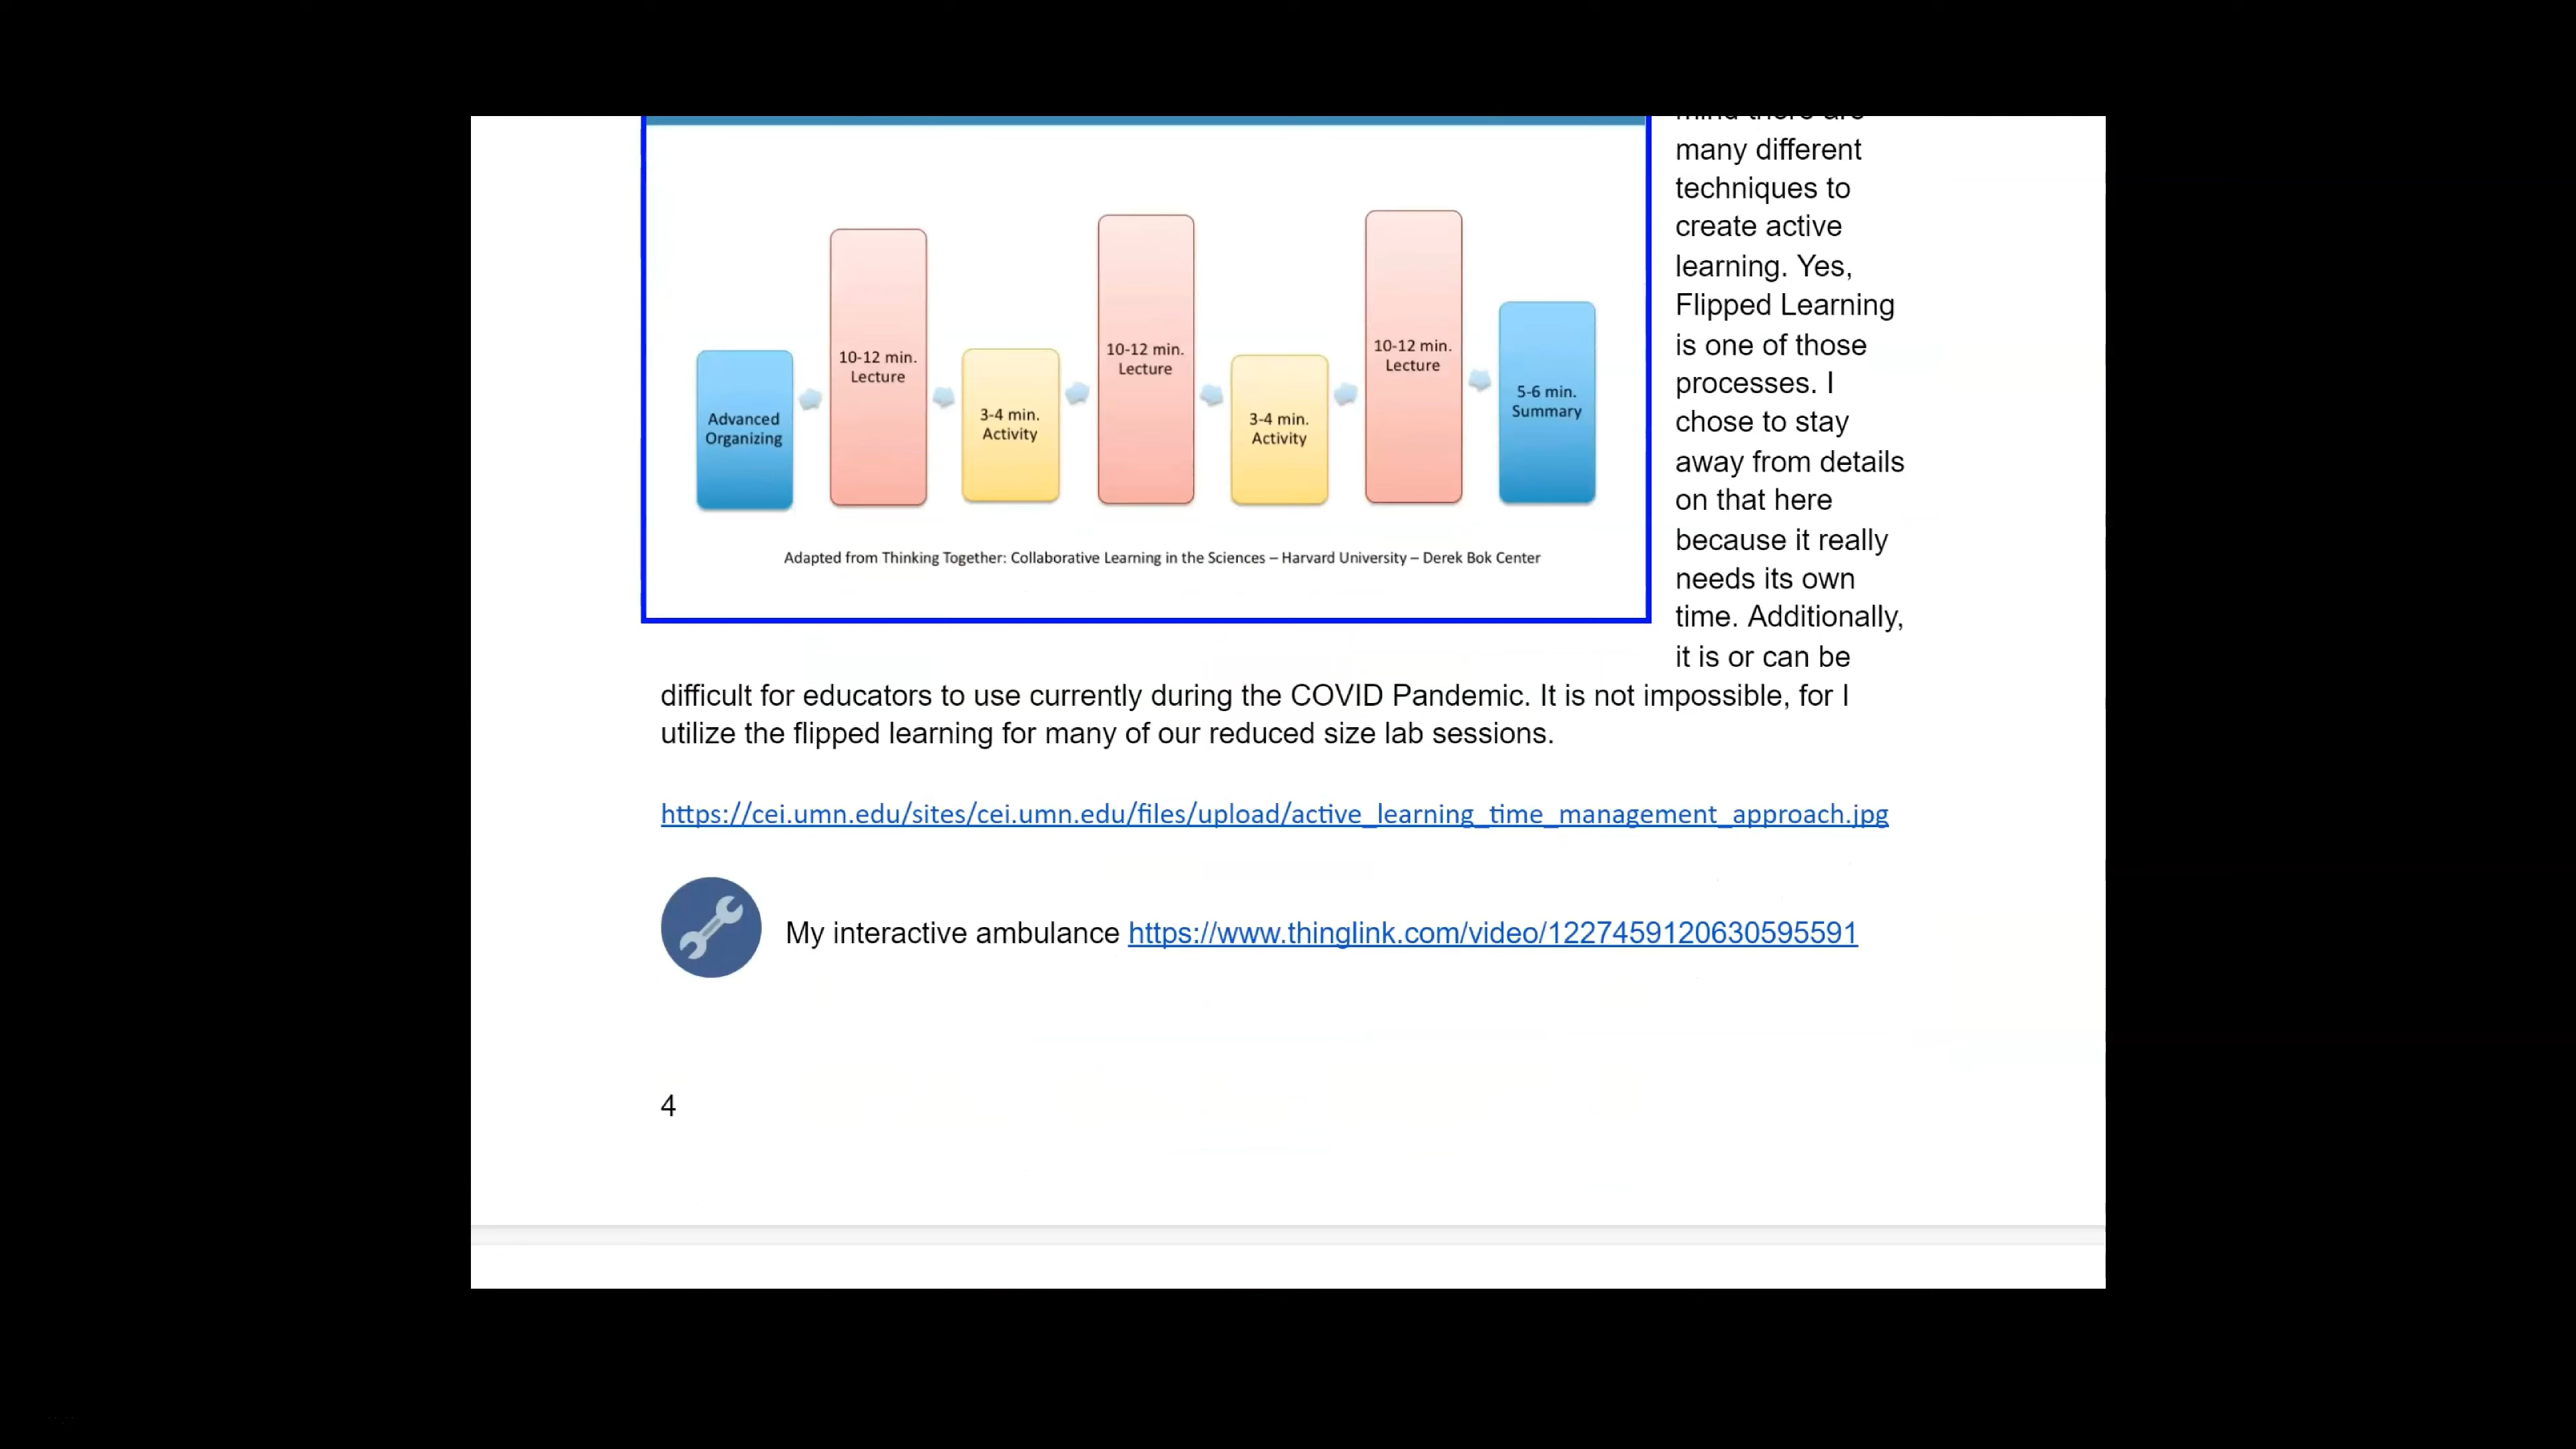 10-12 min.
Lecture
10-12 min.
Lecture
10-12 min.
Lecture
Advanced
Organizing
3-4 min.
Activity
3-4 min.
Activity
5-6 min.
Summary
Adapted from Thinking Together: Collaborative Learning in the Sciences – Harvard University – Derek Bok Center
mind there are
many different
techniques to
create active
learning. Yes,
Flipped Learning
is one of those
processes. I
chose to stay
away from details
on that here
because it really
needs its own
time. Additionally,
it is or can be
difficult for educators to use currently during the COVID Pandemic. It is not impossible, for I
utilize the flipped learning for many of our reduced size lab sessions.
https://cei.umn.edu/sites/cei.umn.edu/files/upload/active_learning_time_management_approach.jpg
My interactive ambulance https://www.thinglink.com/video/1227459120630595591
4